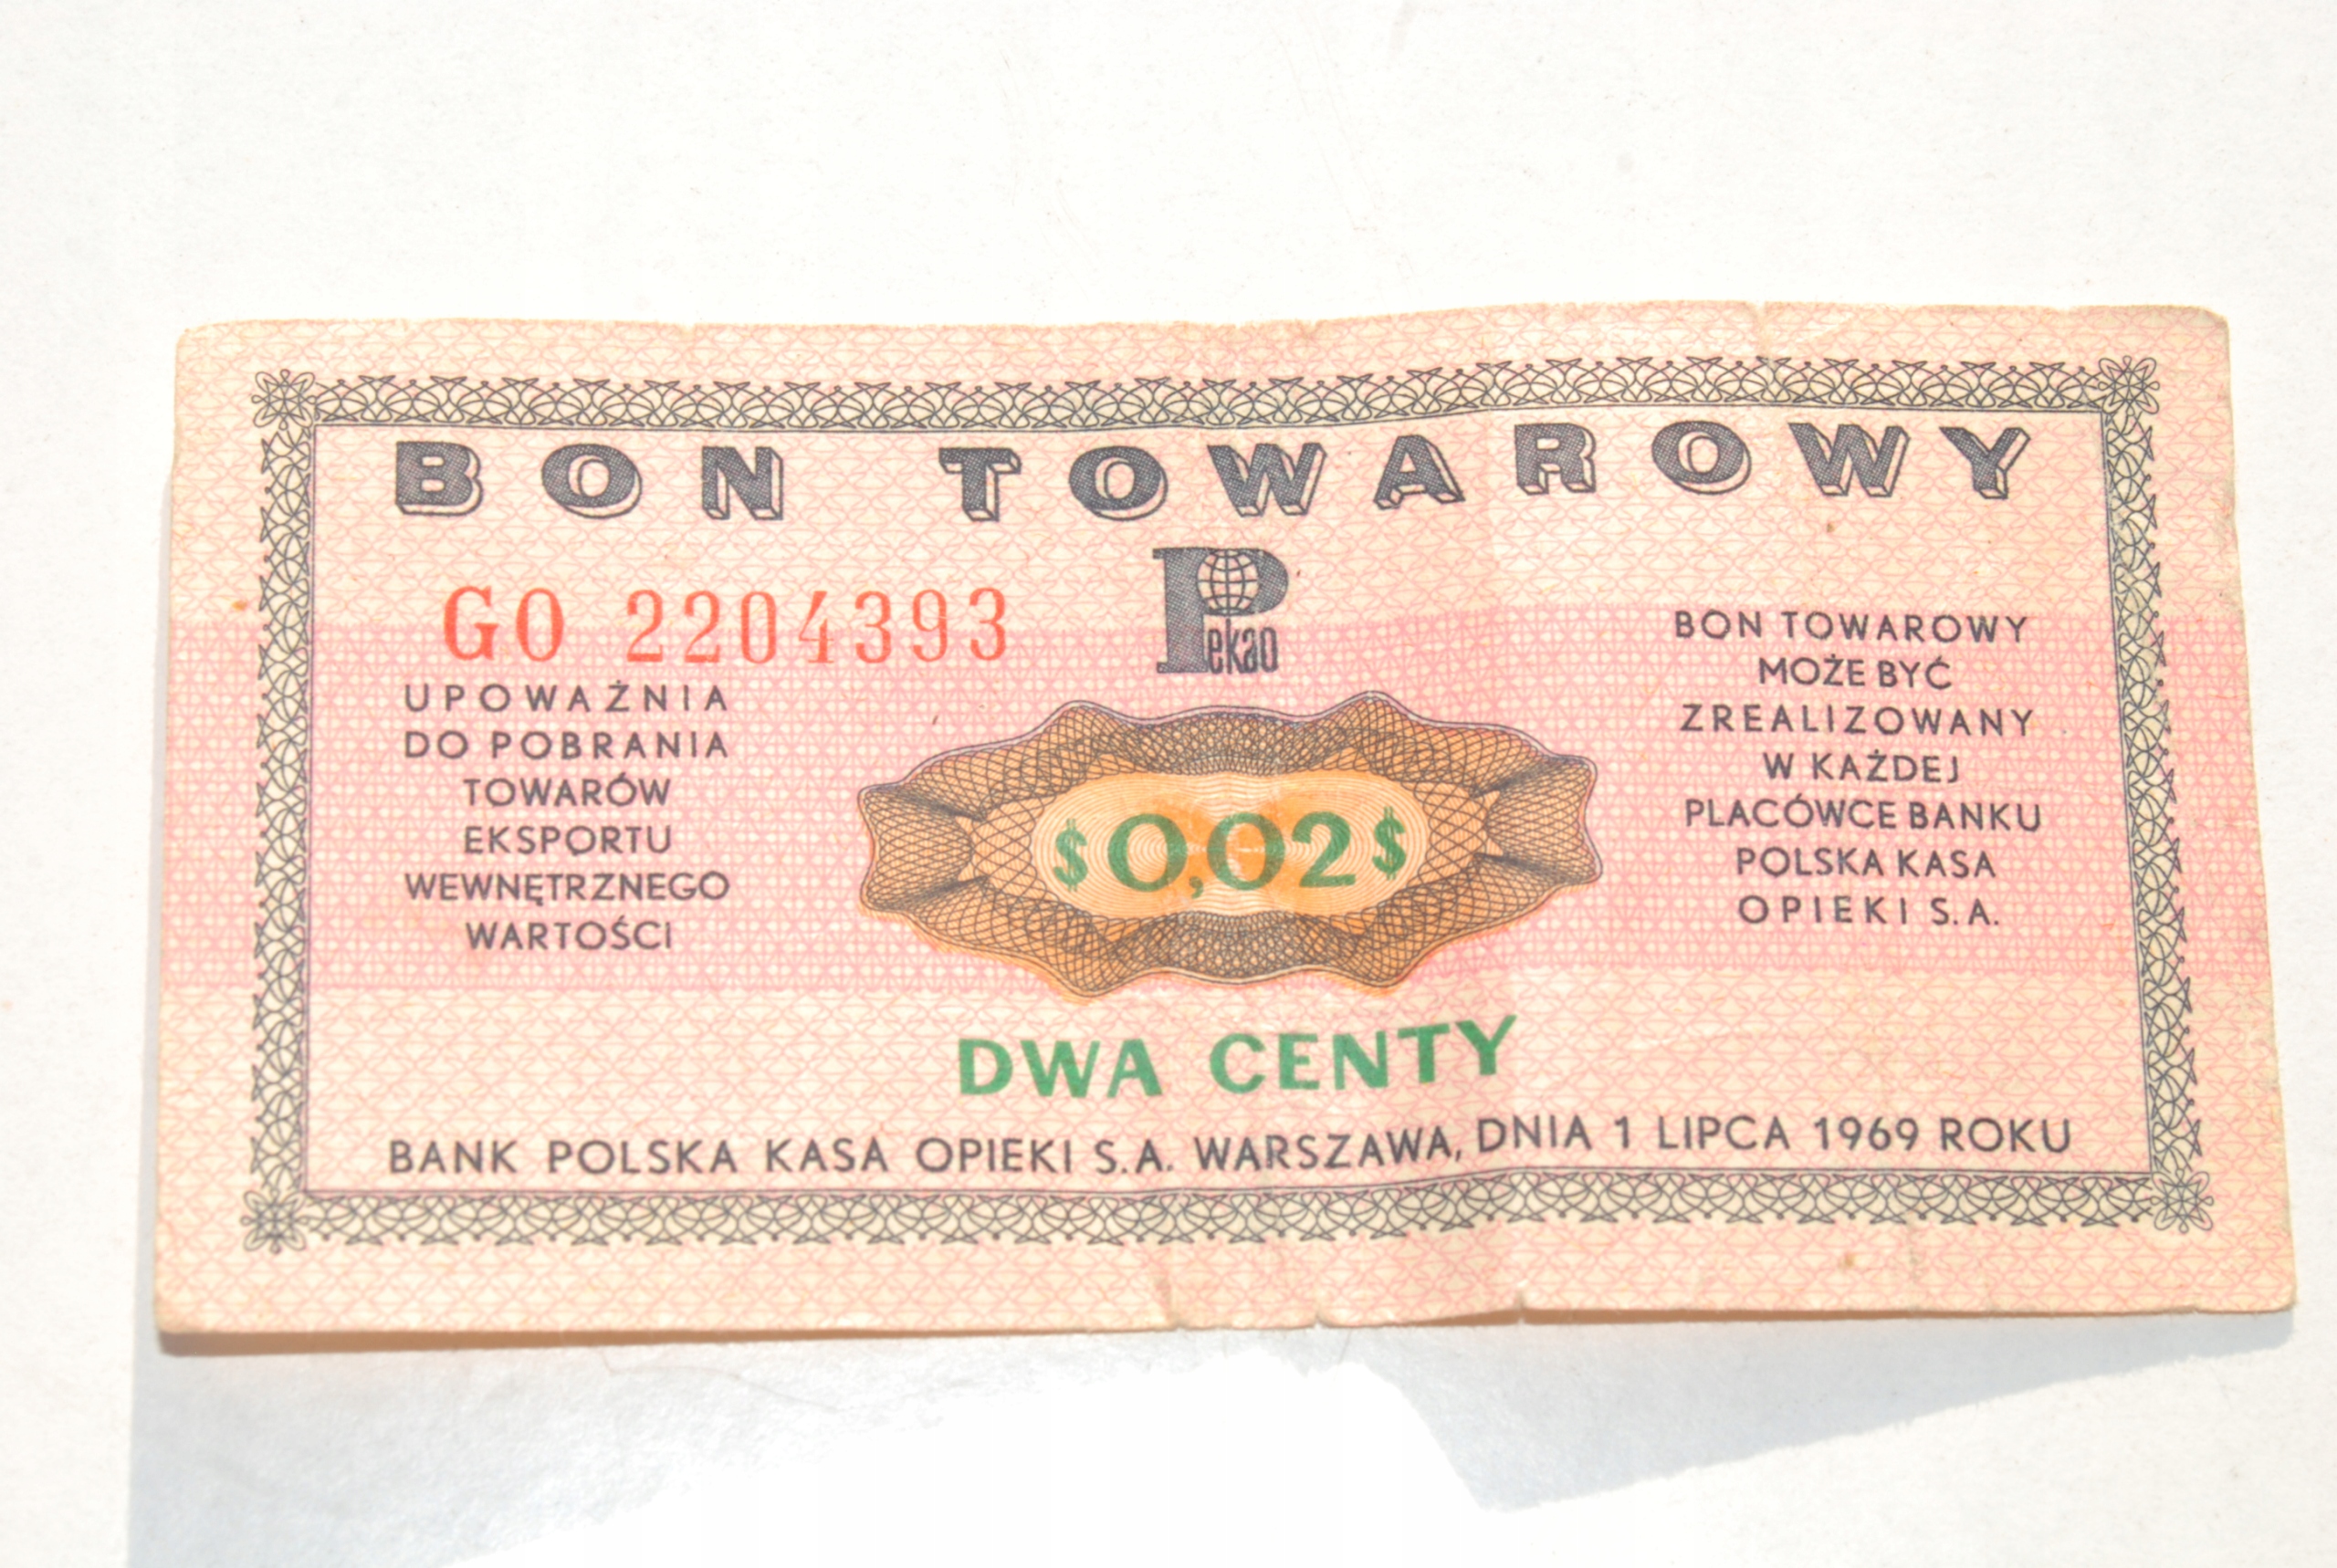 BON TOWAROWY
Pekao
GO 2204393
UPOWAŻNIA
DO POBRANIA
TOWARÓW
EKSPORTU
WEWNĘTRZNEGO
WARTOŚCI
$0,02$
BON TOWAROWY
MOŻE BYĆ
ZREALIZOWANY
W KAŻDEJ
PLACÓWCE BANKU
POLSKA KASA
OPIEKI S.A.
DWA CENTY
BANK POLSKA KASA OPIEKI S.A. WARSZAWA, DNIA 1 LIPCA 1969 ROKU